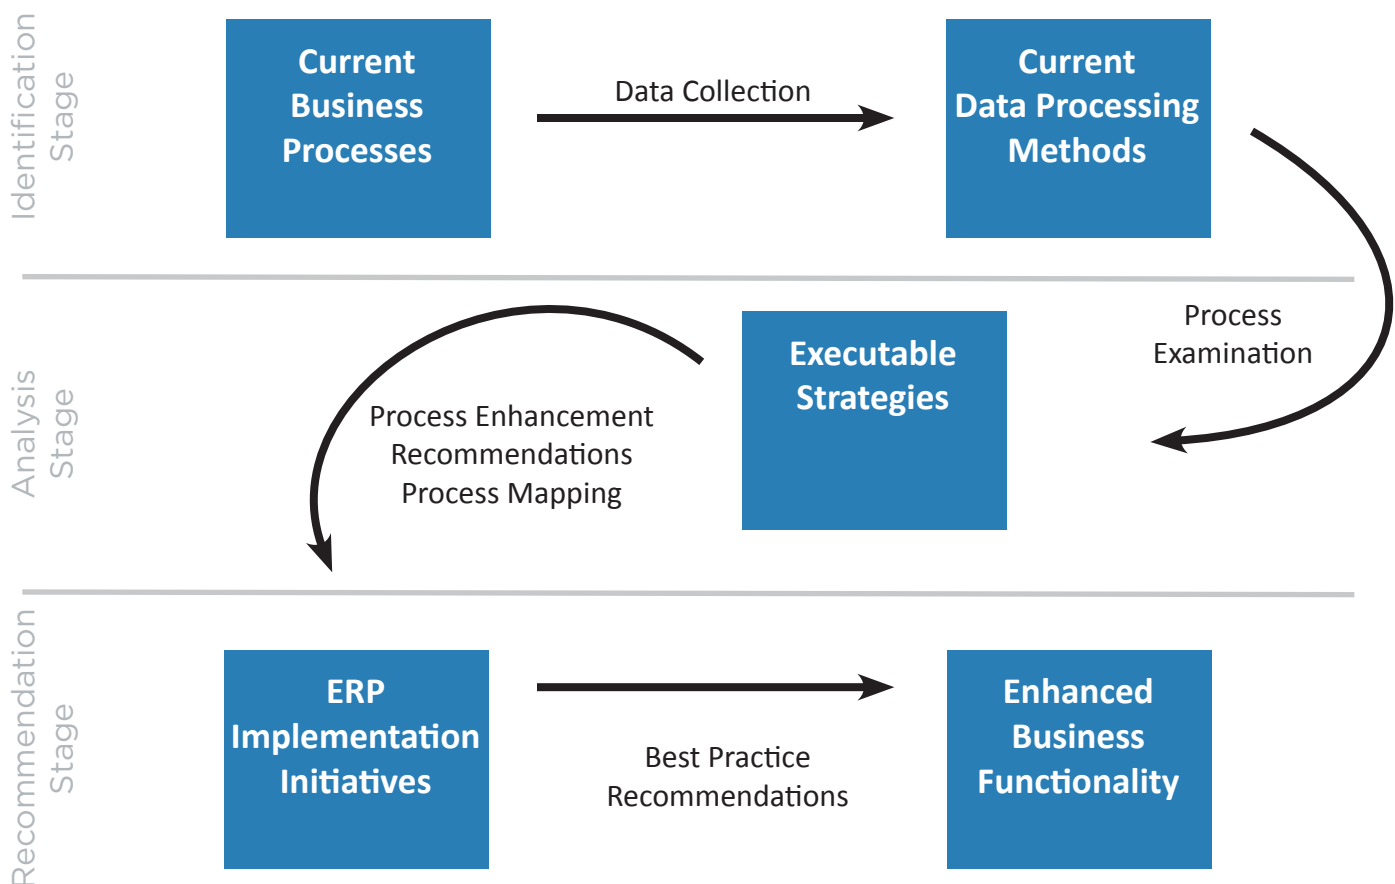 Identification
Stage
Current
Business
Processes
Data Collection
Current
Data Processing
Methods
Analysis
Stage
Process Enhancement
Recommendations
Process Mapping
Executable
Strategies
Process
Examination
Recommendation
Stage
ERP
Implementation
Initiatives
Best Practice
Recommendations
Enhanced
Business
Functionality